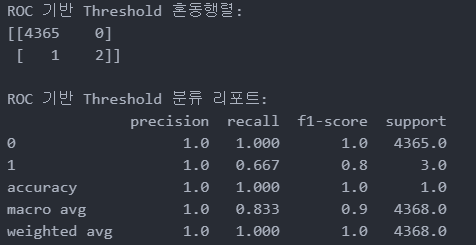 ROC 기반 Threshold 혼동행렬:
[[4365    0]
 [   1    2]]
ROC 기반 Threshold 분류 리포트:
              precision  recall  f1-score  support
0                   1.0   1.000       1.0   4365.0
1                   1.0   0.667       0.8      3.0
accuracy            1.0   1.000       1.0      1.0
macro avg           1.0   0.833       0.9   4368.0
weighted avg        1.0   1.000       1.0   4368.0